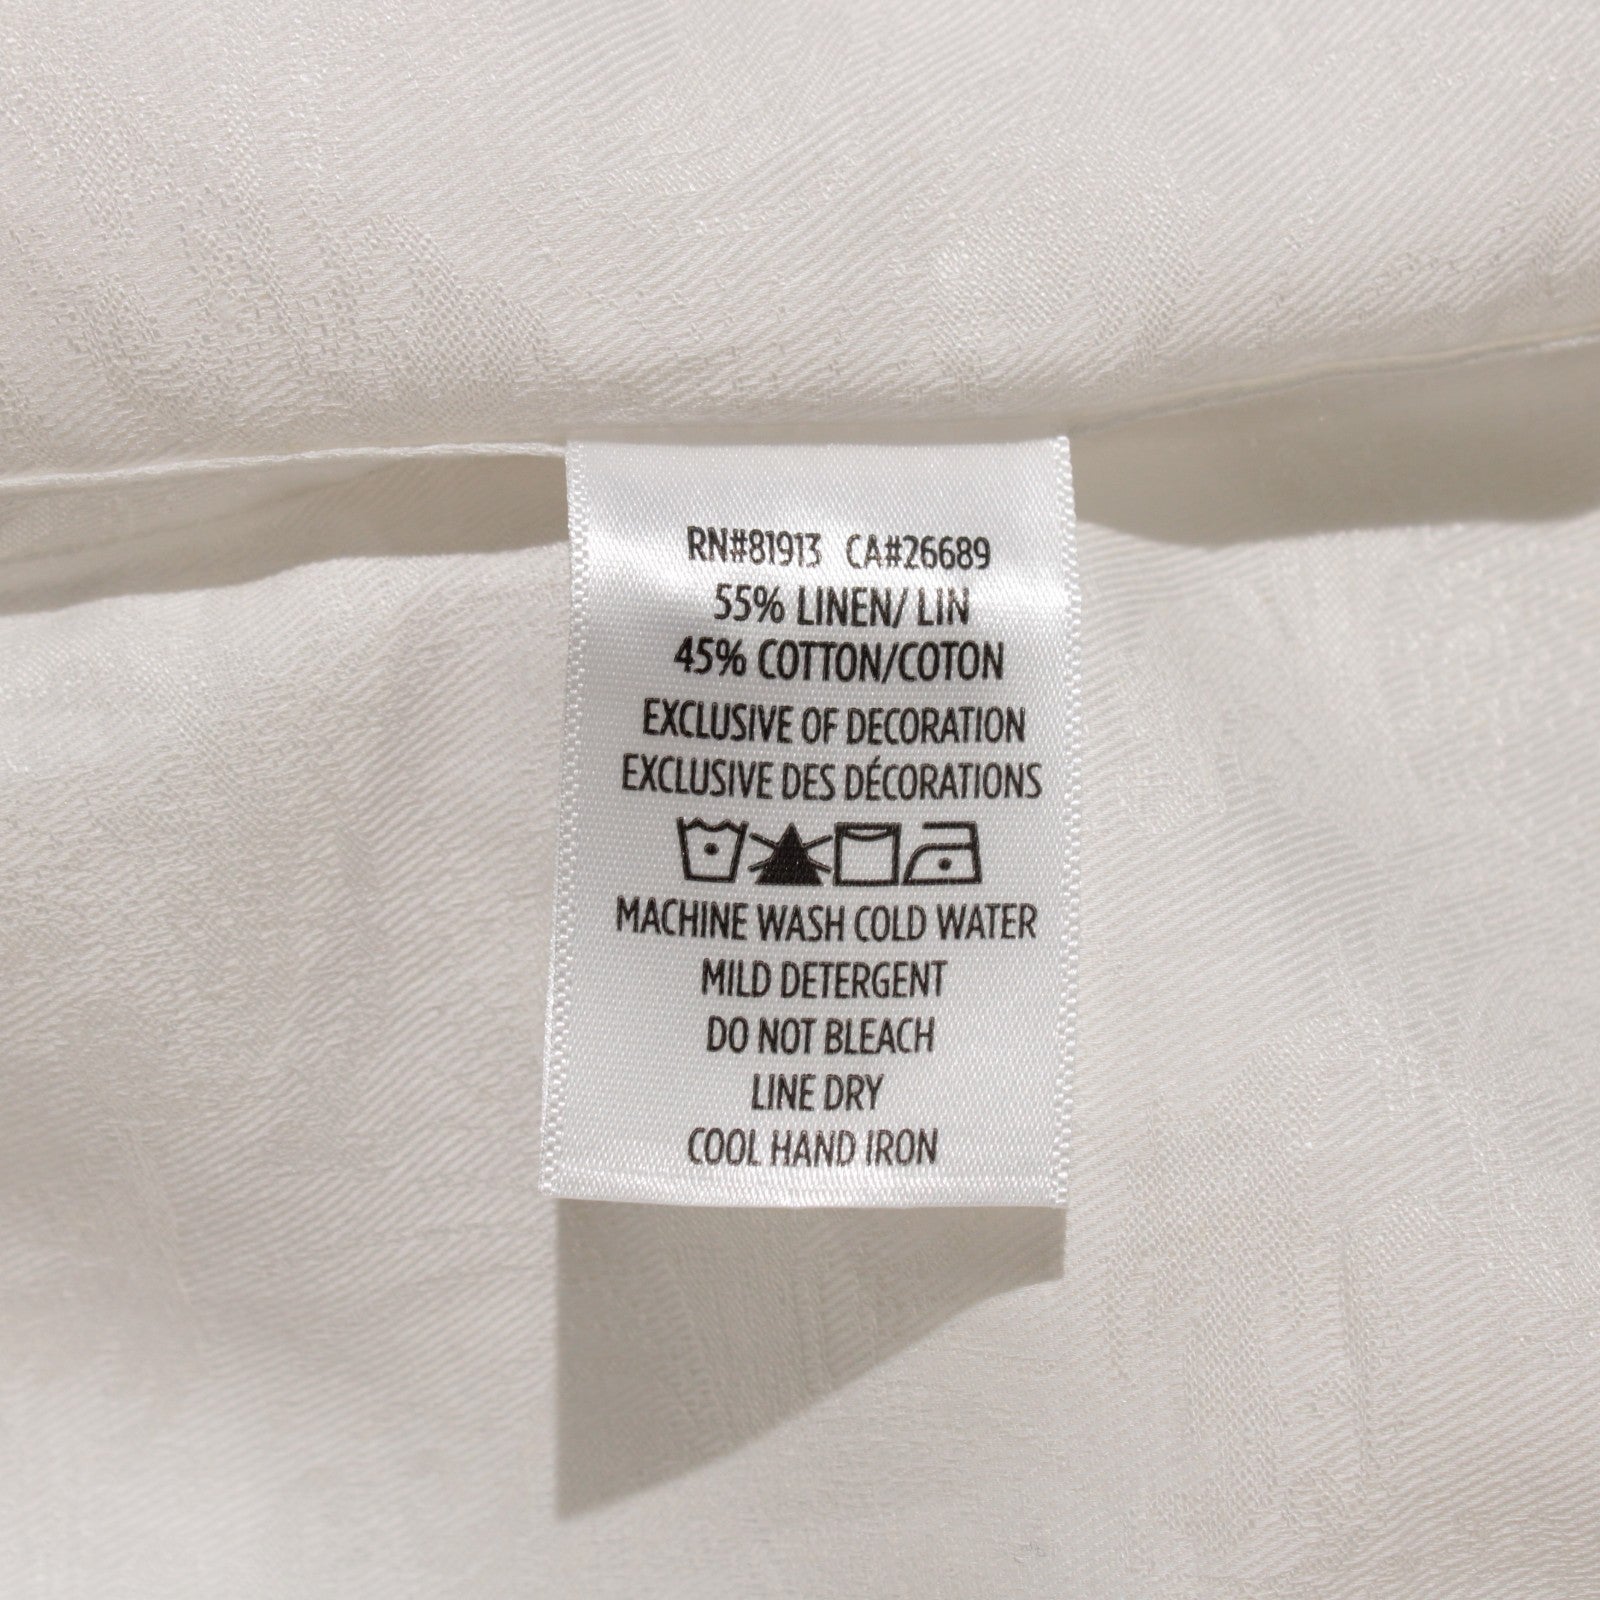 RN#81913 CA#26689
55% LINEN/ LIN
45% COTTON/COTON
EXCLUSIVE OF DECORATION
EXCLUSIVE DES DÉCORATIONS
MACHINE WASH COLD WATER
MILD DETERGENT
DO NOT BLEACH
LINE DRY
COOL HAND IRON